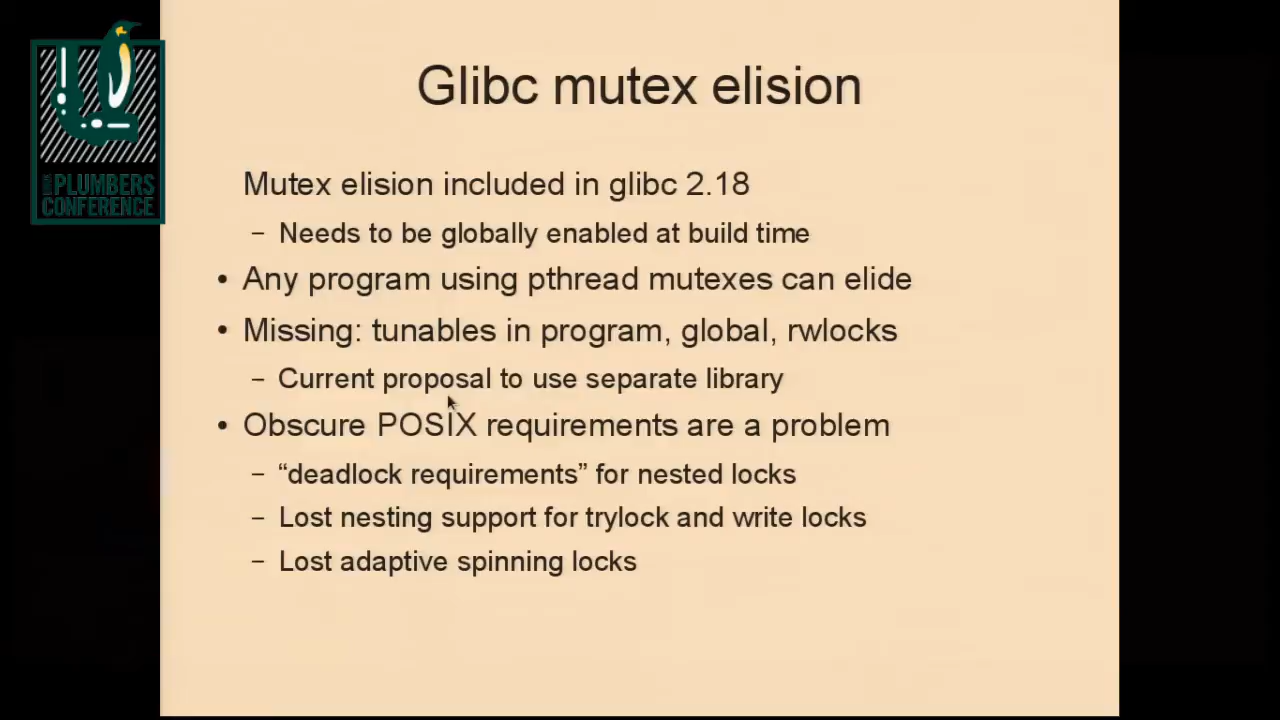 Glibc mutex elision
Mutex elision included in glibc 2.18
– Needs to be globally enabled at build time
• Any program using pthread mutexes can elide
• Missing: tunables in program, global, rwlocks
– Current proposal to use separate library
• Obscure POSIX requirements are a problem
– “deadlock requirements” for nested locks
– Lost nesting support for trylock and write locks
– Lost adaptive spinning locks
PLUMBERS
CONFERENCE